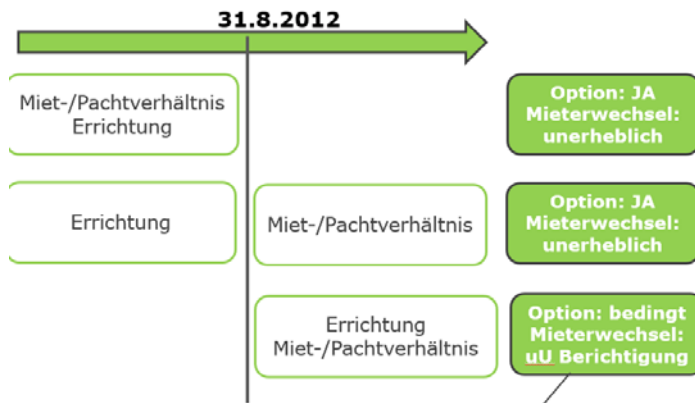 31.8.2012
Miet-/Pachtverhältnis
Errichtung
Option: JA
Mieterwechsel:
unerheblich
Errichtung
Miet-/Pachtverhältnis
Option: JA
Mieterwechsel:
unerheblich
Errichtung
Miet-/Pachtverhältnis
Option: bedingt
Mieterwechsel:
uU Berichtigung